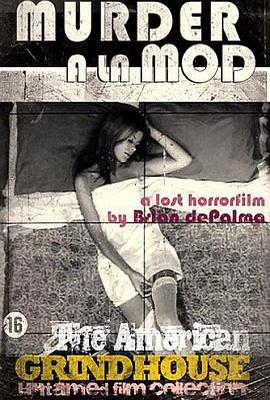 MURDER
A LA MOD
a lost horrorfilm
by Brian dePalma
16
The American
GRINDHOUSE
Untamed film collection